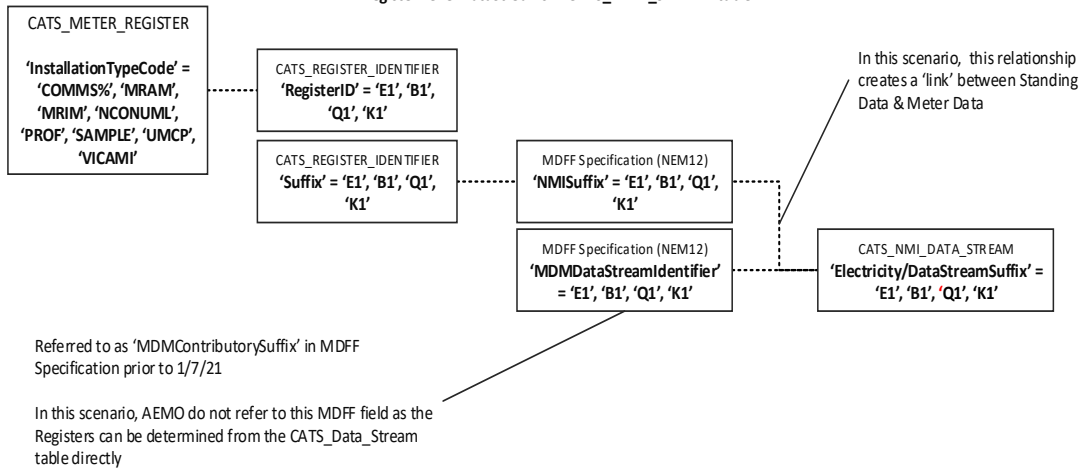 CATS_METER_REGISTER
'InstallationTypeCode' =
'COMMS%', 'MRAM',
'MRIM', 'NCONUML',
'PROF', 'SAMPLE', 'UMCP',
'VICAMI'
CATS_REGISTER_IDENTIFIER
'RegisterID' = 'E1', 'B1',
'Q1', 'K1'
CATS_REGISTER_IDENTIFIER
'Suffix' = 'E1', 'B1', 'Q1',
'K1'
MDFF Specification (NEM12)
'NMISuffix' = 'E1', 'B1', 'Q1',
'K1'
MDFF Specification (NEM12)
'MDMDataStreamIdentifier'
= 'E1', 'B1', 'Q1', 'K1'
In this scenario, this relationship
creates a 'link' between Standing
Data & Meter Data
CATS_NMI_DATA_STREAM
'Electricity/DataStreamSuffix' =
'E1', 'B1', 'Q1', 'K1'
Referred to as 'MDMContributorySuffix' in MDFF
Specification prior to 1/7/21
In this scenario, AEMO do not refer to this MDFF field as the
Registers can be determined from the CATS_Data_Stream
table directly